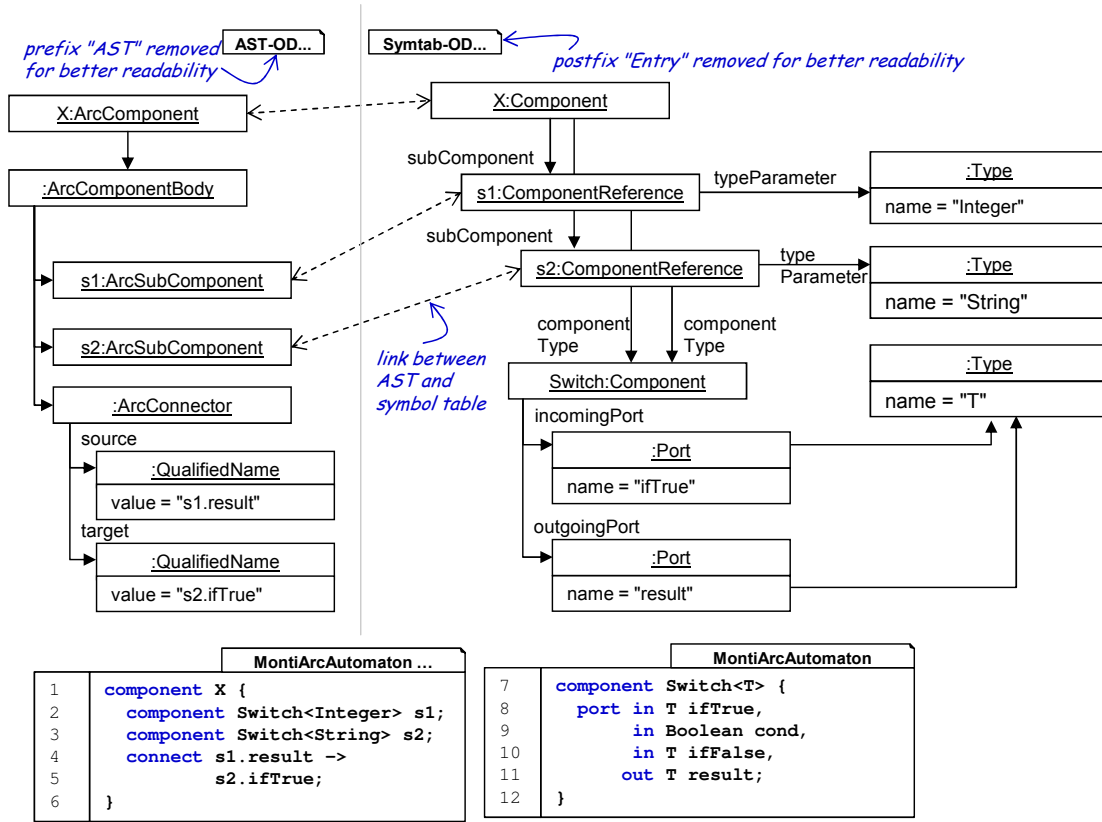 prefix "AST" removed
for better readability
AST-OD...
Symtab-OD...
postfix "Entry" removed for better readability
X:ArcComponent
:ArcComponentBody
s1:ArcSubComponent
s2:ArcSubComponent
:ArcConnector
source
:QualifiedName
value = "s1.result"
target
:QualifiedName
value = "s2.ifTrue"
link between
AST and
symbol table
X:Component
subComponent
s1:ComponentReference
typeParameter
:Type
name = "Integer"
subComponent
s2:ComponentReference
type
Parameter
:Type
name = "String"
component
Type
component
Type
Switch:Component
:Type
name = "T"
incomingPort
:Port
name = "ifTrue"
outgoingPort
:Port
name = "result"
MontiArcAutomaton ...
1 component X {
2 component Switch<Integer> s1;
3 component Switch<String> s2;
4 connect s1.result ->
5 s2.ifTrue;
6 }
MontiArcAutomaton
7 component Switch<T> {
8 port in T ifTrue,
9 in Boolean cond,
10 in T ifFalse,
11 out T result;
12 }